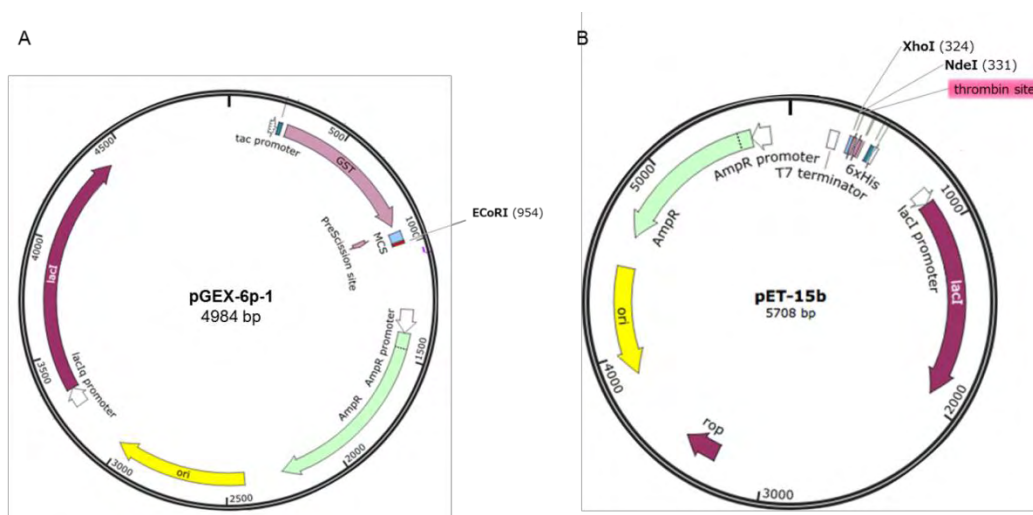 A
tac promoter
GST
500
1000
ECoRI (954)
MCS
PreScission site
pGEX-6p-1
4984 bp
AmpR promoter
1500
AmpR
2000
2500
ori
3000
lacIq promoter
3500
lacI
4000
4500
B
XhoI (324)
NdeI (331)
thrombin site
AmpR promoter
T7 terminator
6xHis
5000
AmpR
1000
lacI promoter
lacI
pET-15b
5708 bp
ori
4000
2000
rop
3000